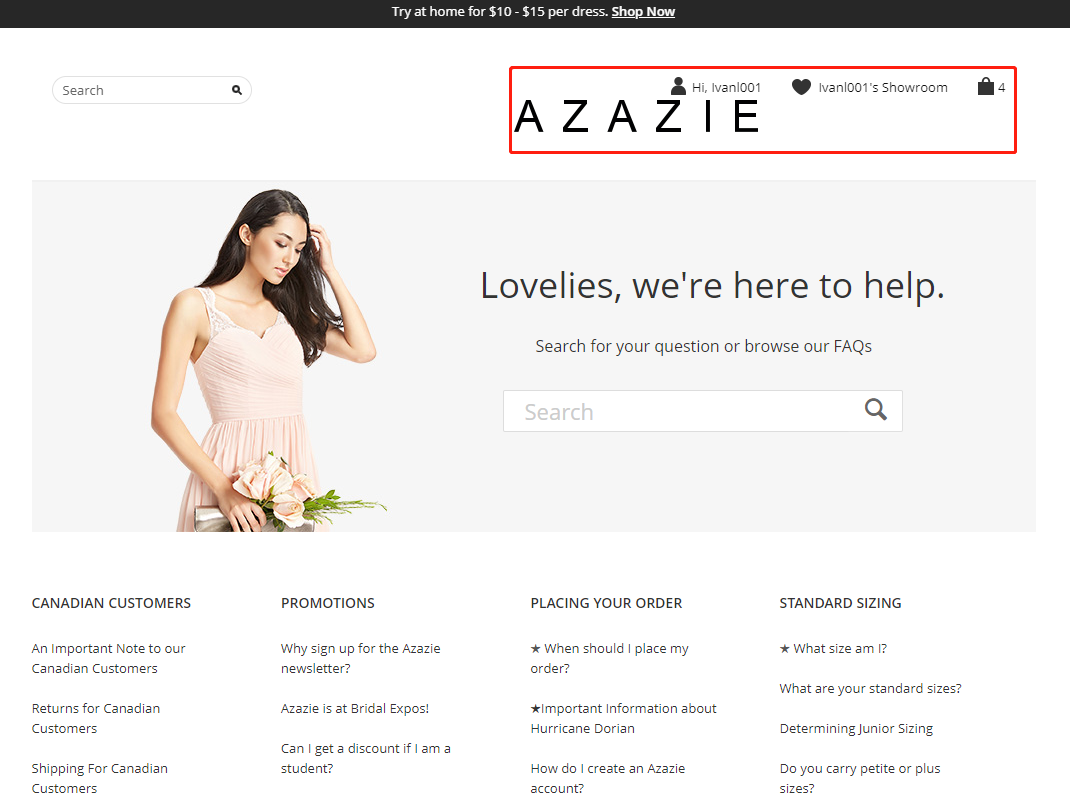 Try at home for $10 - $15 per dress. Shop Now
Search
Hi, Ivanl001
Ivanl001's Showroom
4
AZAZIE
Lovelies, we're here to help.
Search for your question or browse our FAQs
Search
CANADIAN CUSTOMERS
An Important Note to our
Canadian Customers
Returns for Canadian
Customers
Shipping For Canadian
Customers
PROMOTIONS
Why sign up for the Azazie
newsletter?
Azazie is at Bridal Expos!
Can I get a discount if I am a
student?
PLACING YOUR ORDER
★ When should I place my
order?
★Important Information about
Hurricane Dorian
How do I create an Azazie
account?
STANDARD SIZING
★ What size am I?
What are your standard sizes?
Determining Junior Sizing
Do you carry petite or plus
sizes?